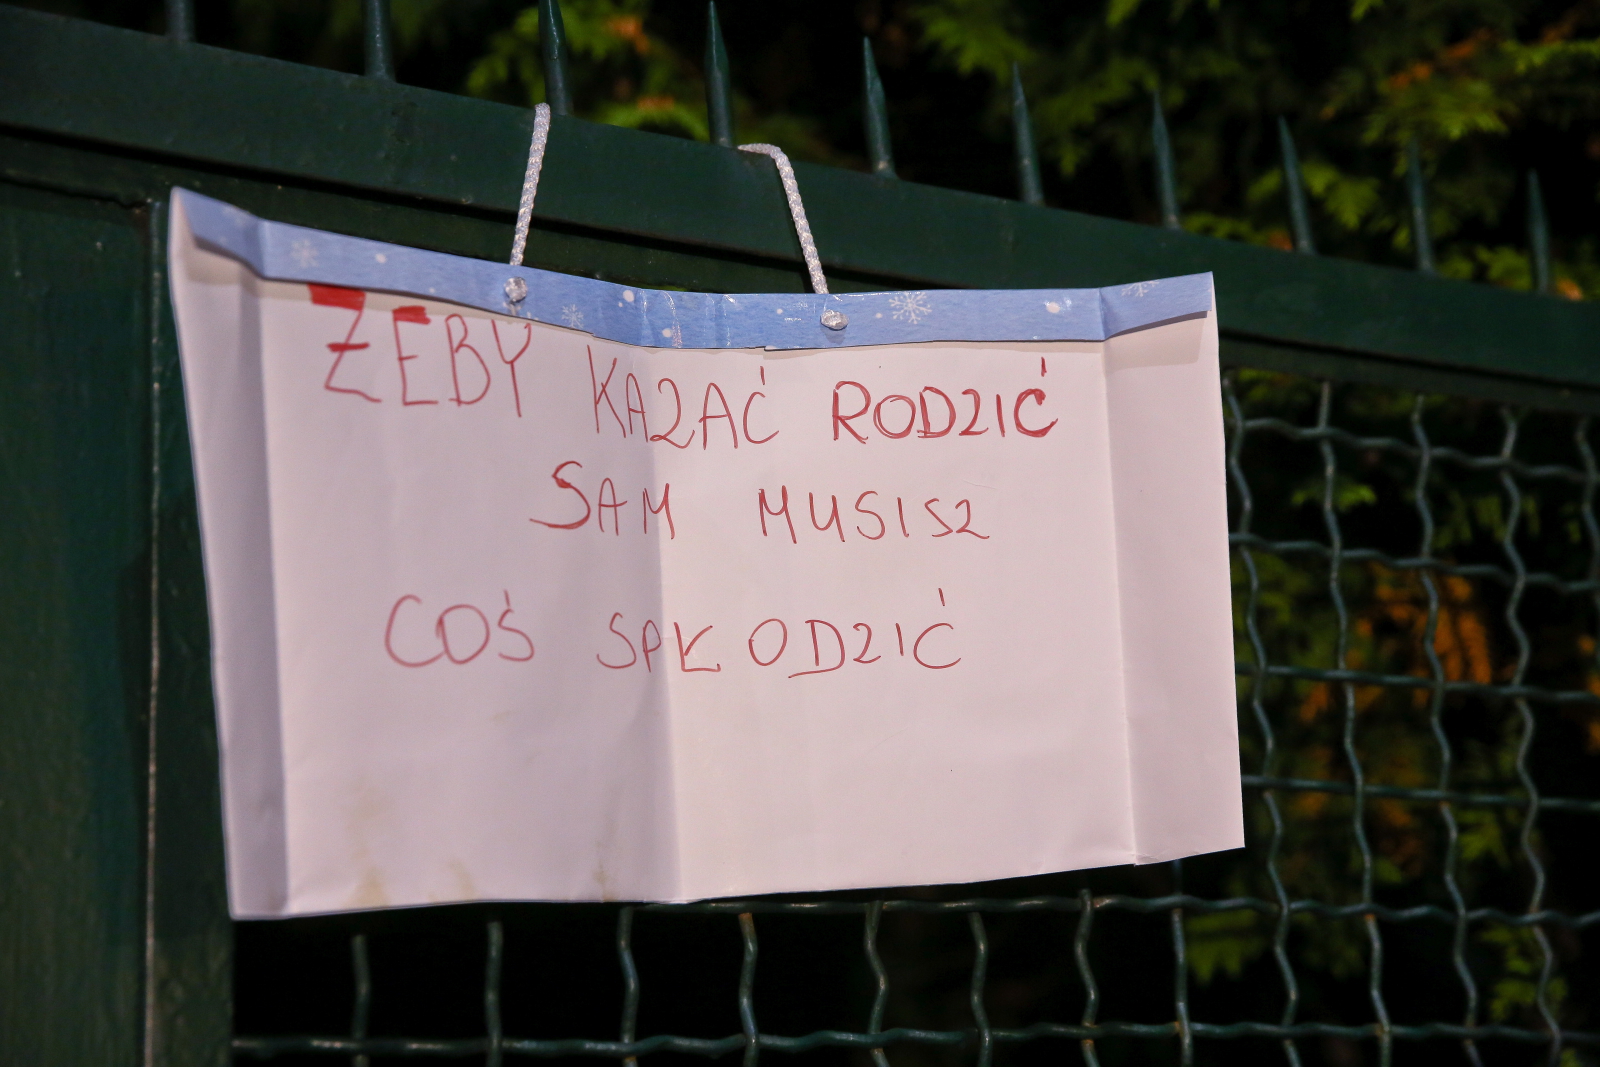 ŻEBY KAZAĆ RODZIĆ
SAM MUSISZ
COŚ SPŁODZIĆ